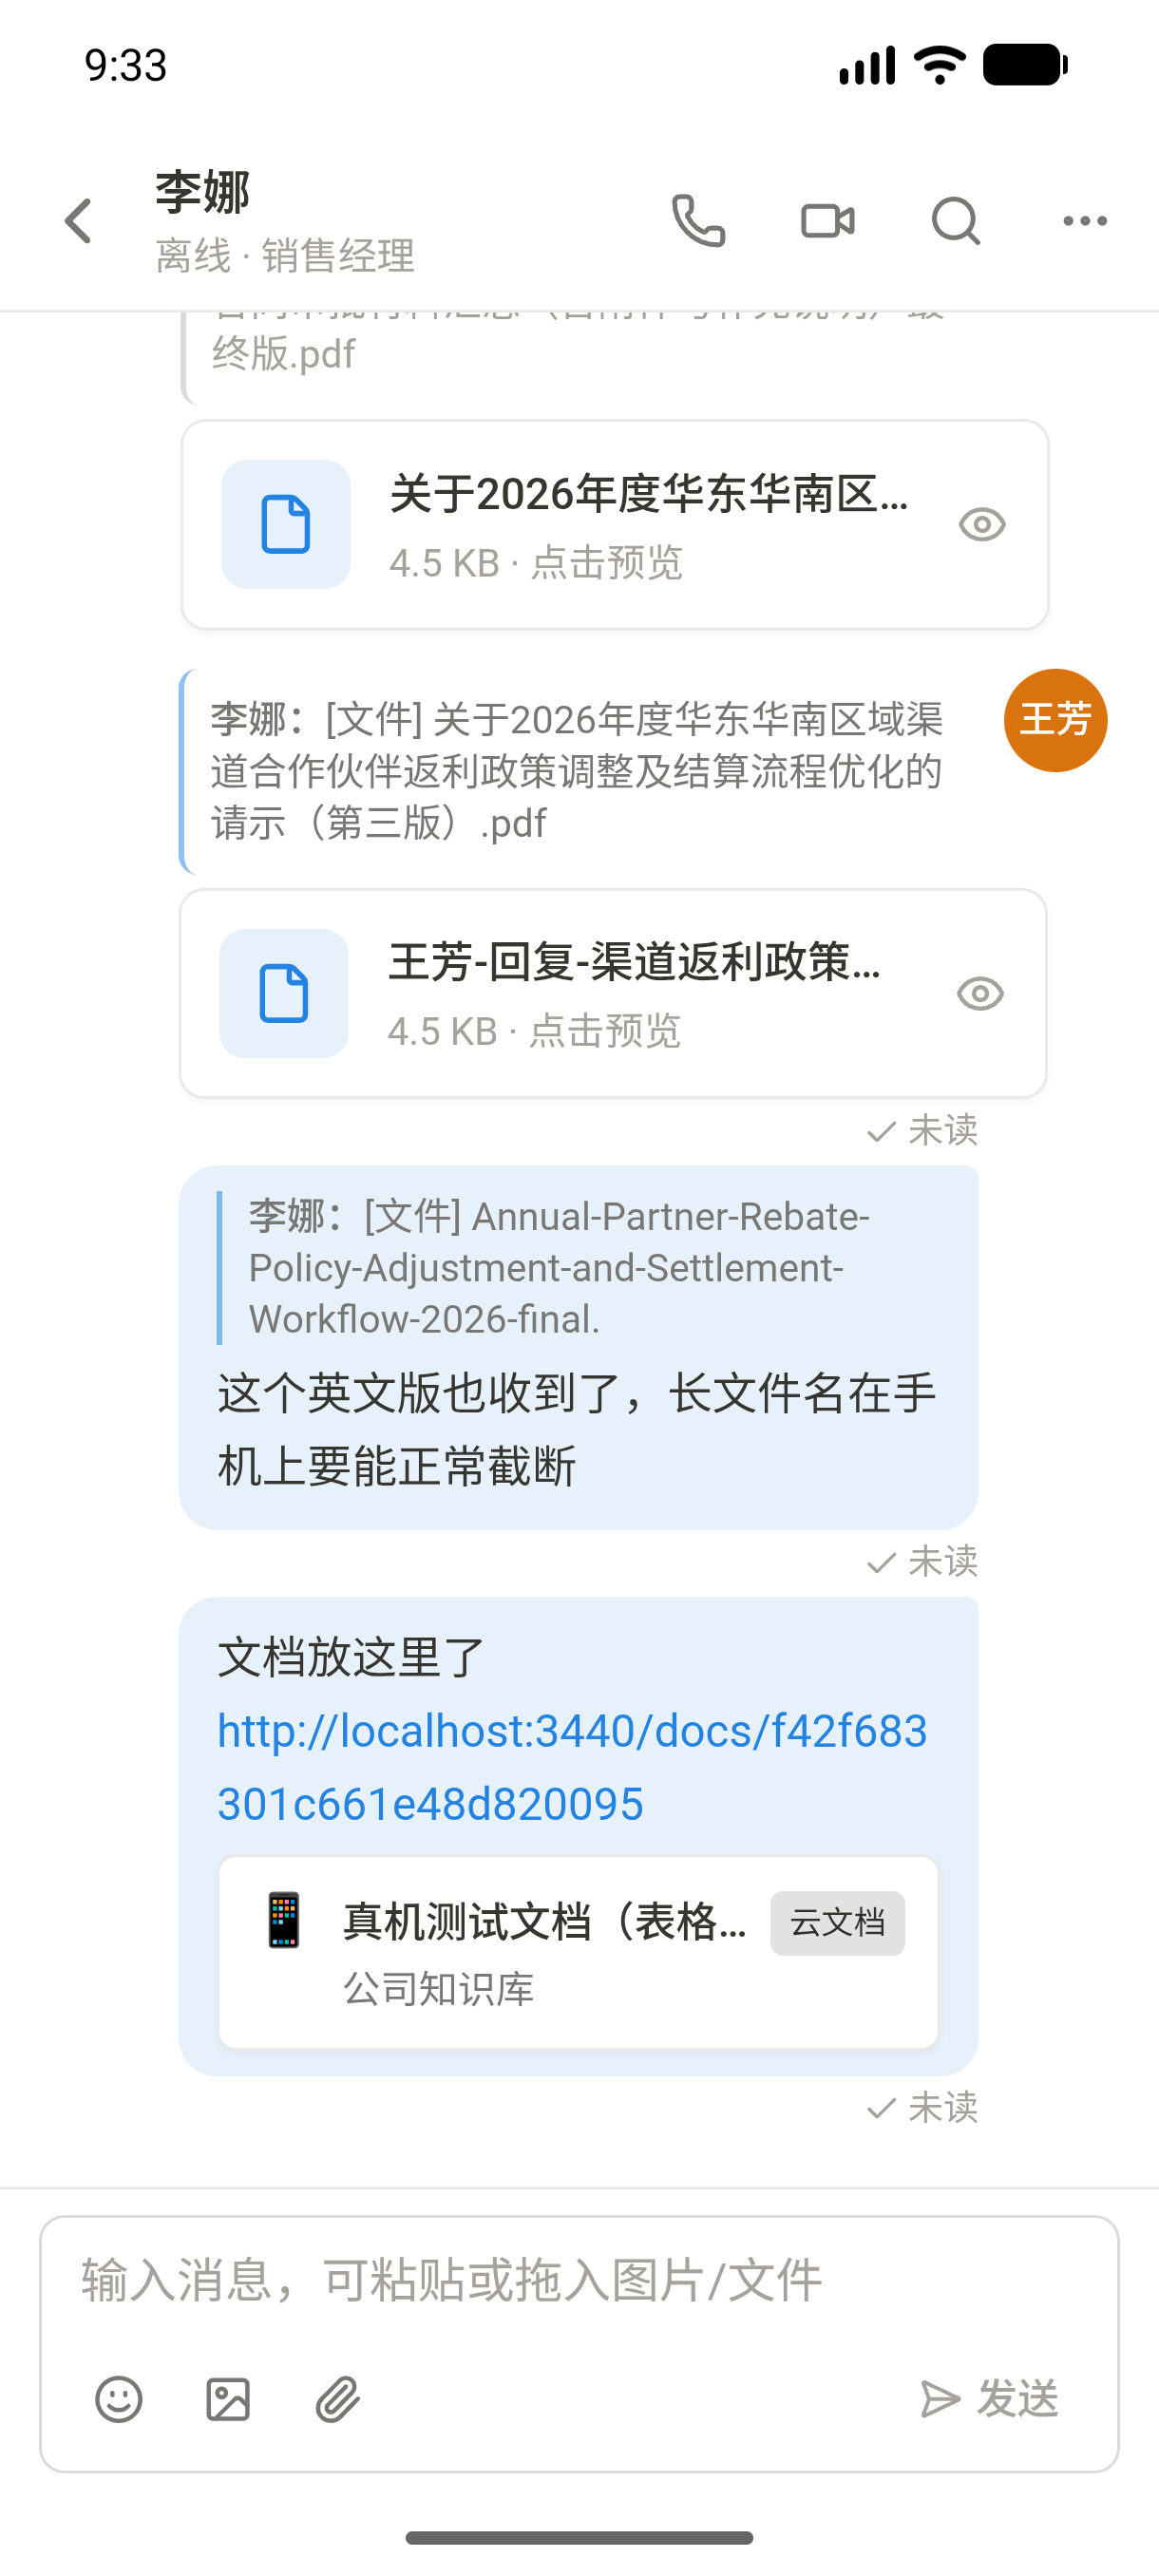 9:33
李娜
离线 · 销售经理
终版.pdf
关于2026年度华东华南区...
4.5 KB · 点击预览
李娜：[文件] 关于2026年度华东华南区域渠
道合作伙伴返利政策调整及结算流程优化的
请示（第三版）.pdf
王芳
王芳-回复-渠道返利政策...
4.5 KB · 点击预览
未读
李娜：[文件] Annual-Partner-Rebate-
Policy-Adjustment-and-Settlement-
Workflow-2026-final.
这个英文版也收到了，长文件名在手
机上要能正常截断
未读
文档放这里了
http://localhost:3440/docs/f42f683
301c661e48d820095
真机测试文档（表格...
云文档
公司知识库
未读
输入消息，可粘贴或拖入图片/文件
发送